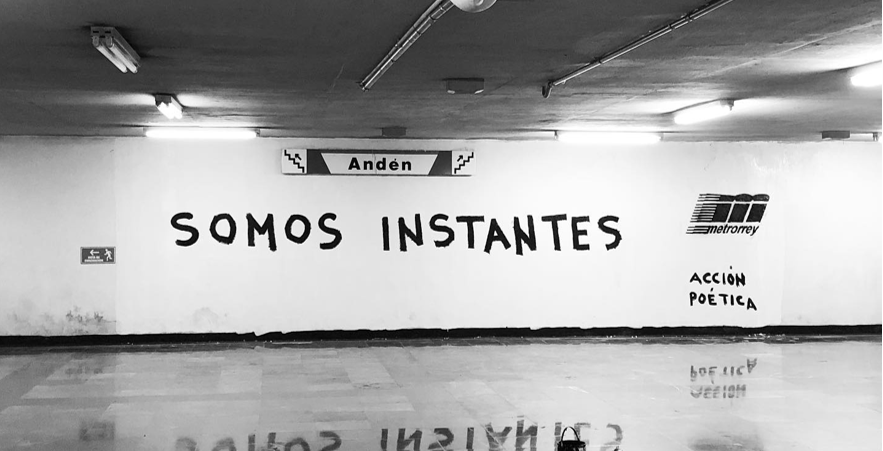 Andén
SOMOS INSTANTES
metrorrey
ACCIÓN
POÉTICA